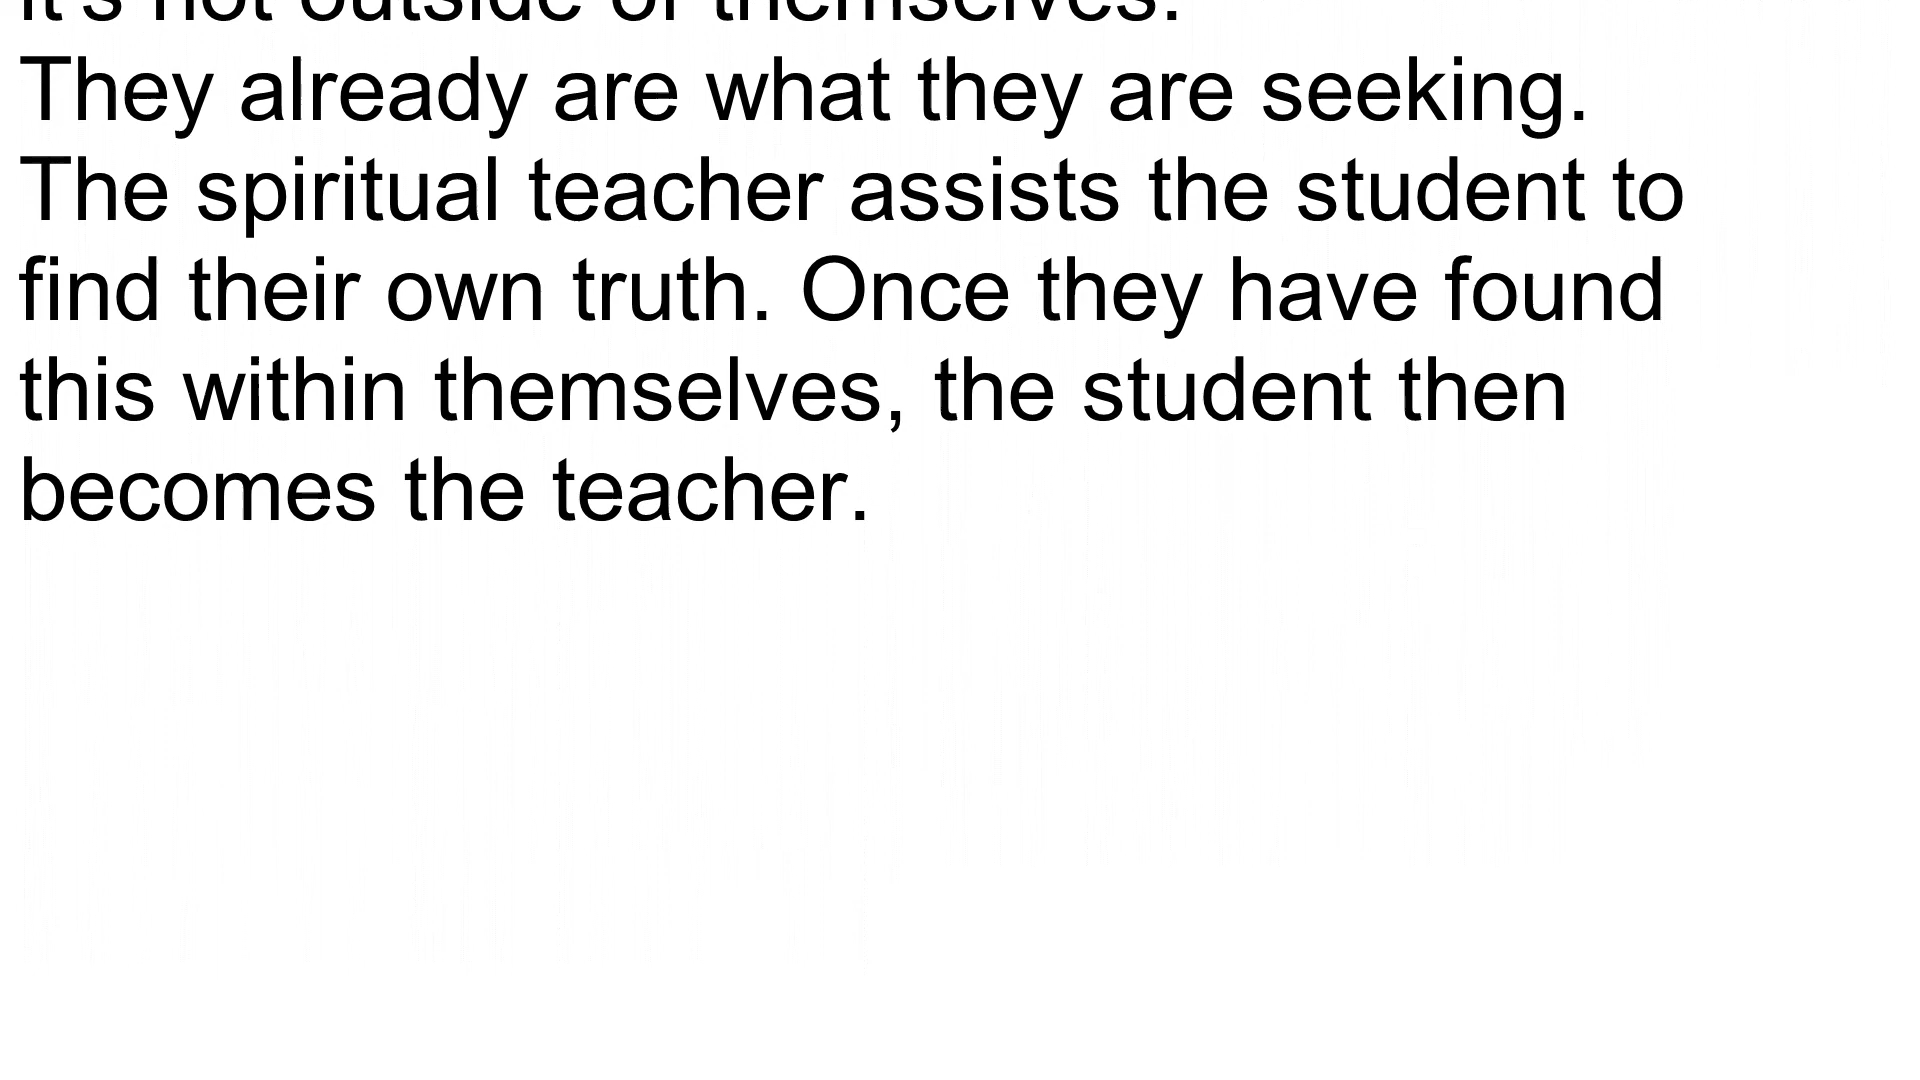 it's not outside of themselves.
They already are what they are seeking.
The spiritual teacher assists the student to
find their own truth. Once they have found
this within themselves, the student then
becomes the teacher.